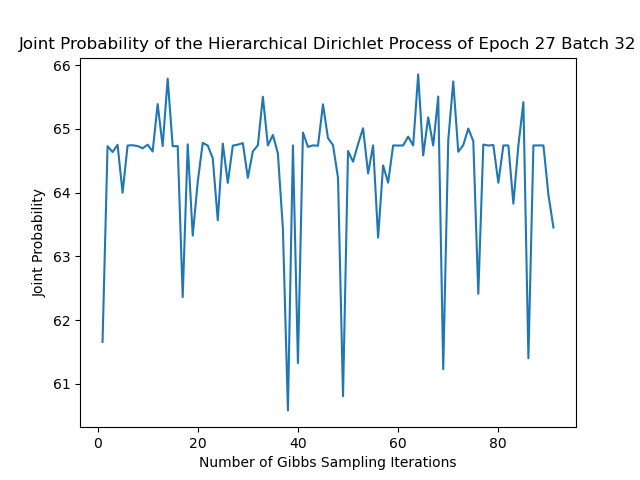 Joint Probability of the Hierarchical Dirichlet Process of Epoch 27 Batch 32
66
65
64
63
62
61
Joint Probability
0 20 40 60 80
Number of Gibbs Sampling Iterations